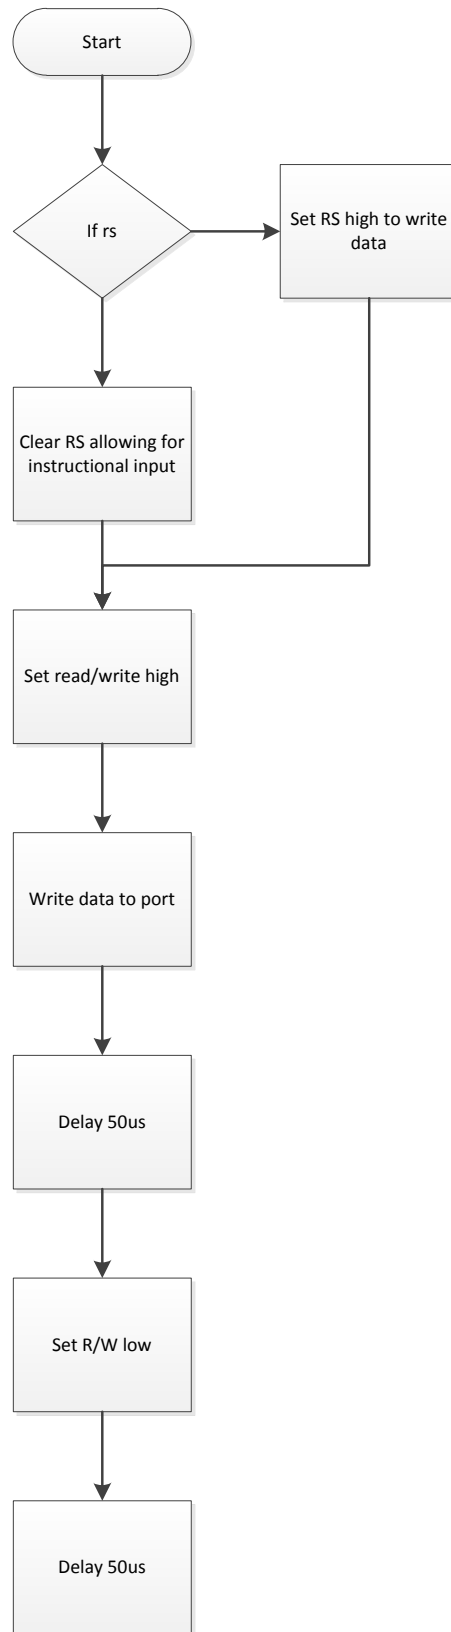 Start
If rs
Set RS high to write
data
Clear RS allowing for
instructional input
Set read/write high
Write data to port
Delay 50us
Set R/W low
Delay 50us